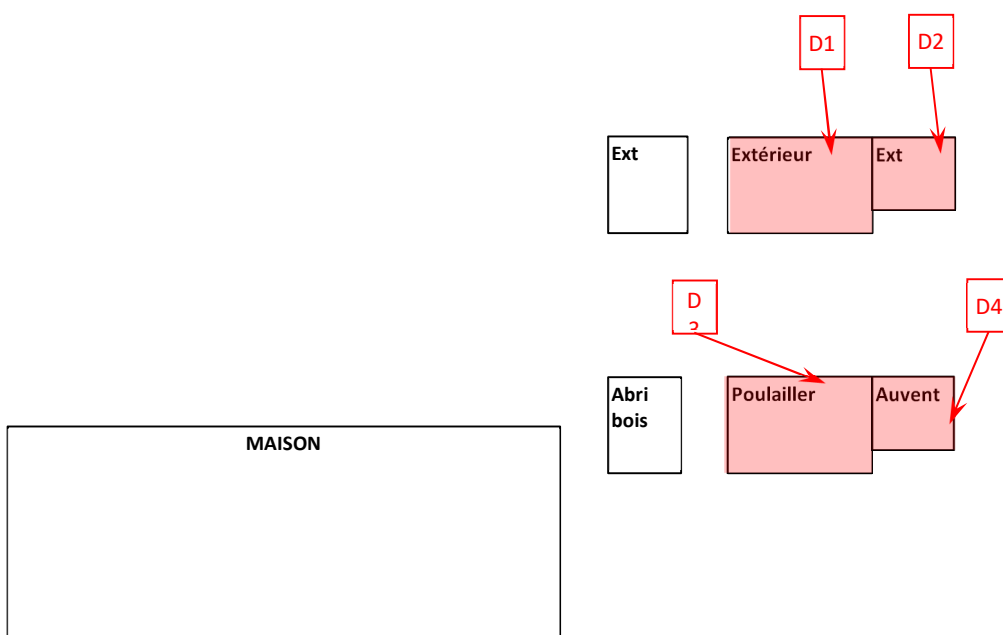 D1
D2
Ext
Extérieur
Ext
D
D4
Abri
bois
Poulailler
Auvent
MAISON